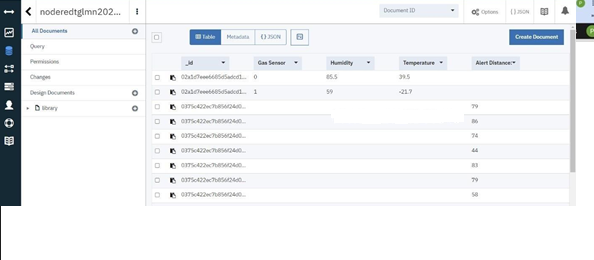 noderedtglmn202...
Document ID
Options
{ } JSON
All Documents
Query
Permissions
Changes
Design Documents
library
Table
Metadata
{ } JSON
Create Document
_id
Gas Sensor
Humidity
Temperature
Alert Distance:
02a1d7eee6685d5adcd1... 0 85.5 39.5
02a1d7eee6685d5adcd1... 1 59 -21.7
0375c422ec7b856f24d0... 79
0375c422ec7b856f24d0... 86
0375c422ec7b856f24d0... 74
0375c422ec7b856f24d0... 44
0375c422ec7b856f24d0... 83
0375c422ec7b856f24d0... 79
0375c422ec7b856f24d0... 58